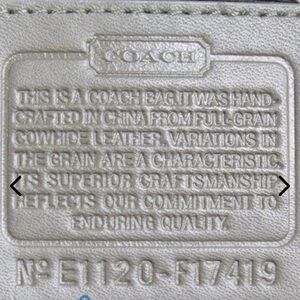 COACH
THIS IS A COACH BAG. IT WAS HAND-
CRAFTED IN CHINA FROM FULL-GRAIN
COWHIDE LEATHER. VARIATIONS IN
THE GRAIN ARE A CHARACTERISTIC.
ITS SUPERIOR CRAFTSMANSHIP
REFLECTS OUR COMMITMENT TO
ENDURING QUALITY.
Nº E1120-F17419